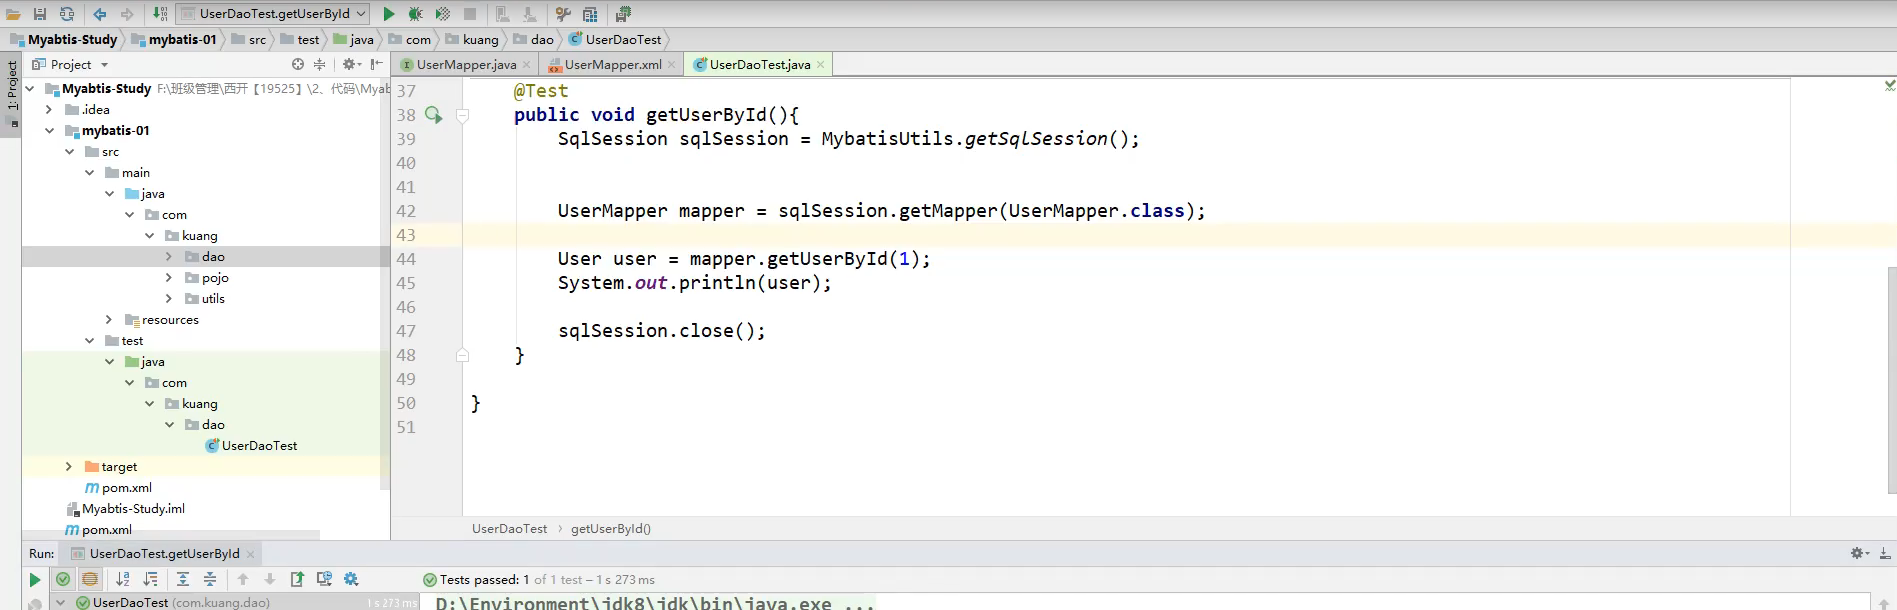 UserDaoTest.getUserById
Myabtis-Study mybatis-01 src test java com kuang dao UserDaoTest
1: Project
Project
UserMapper.java UserMapper.xml UserDaoTest.java
Myabtis-Study F:\班级管理\西开【19525】\2、代码\Myab
.idea
mybatis-01
src
main
java
com
kuang
dao
pojo
utils
resources
test
java
com
kuang
dao
UserDaoTest
target
pom.xml
Myabtis-Study.iml
pom.xml
37 @Test
38 public void getUserById(){
39 SqlSession sqlSession = MybatisUtils.getSqlSession();
40
41
42 UserMapper mapper = sqlSession.getMapper(UserMapper.class);
43
44 User user = mapper.getUserById(1);
45 System.out.println(user);
46
47 sqlSession.close();
48 }
49
50 }
51
UserDaoTest getUserById()
Run: UserDaoTest.getUserById
Tests passed: 1 of 1 test – 1 s 273 ms
UserDaoTest (com.kuang.dao) 1 s 273 ms
D:\Environment\jdk8\jdk\bin\java.exe ...